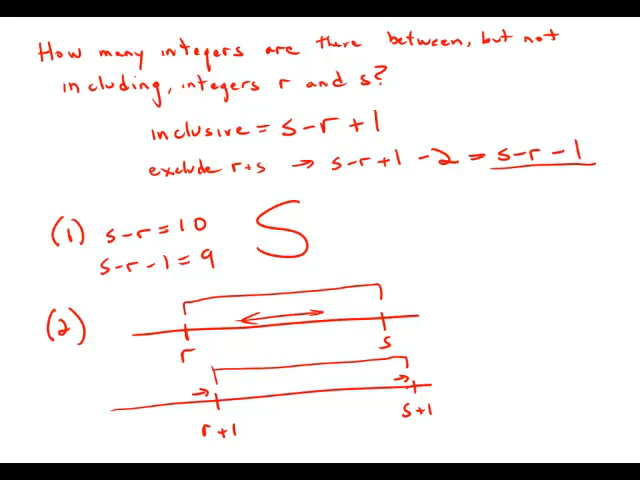 How many integers are there between, but not
including, integers r and s?
inclusive = s-r+1
exclude r+s → s-r+1 -2 = s-r-1
(1) s-r=10 S
s-r-1=9
(2)
r s
r+1 s+1